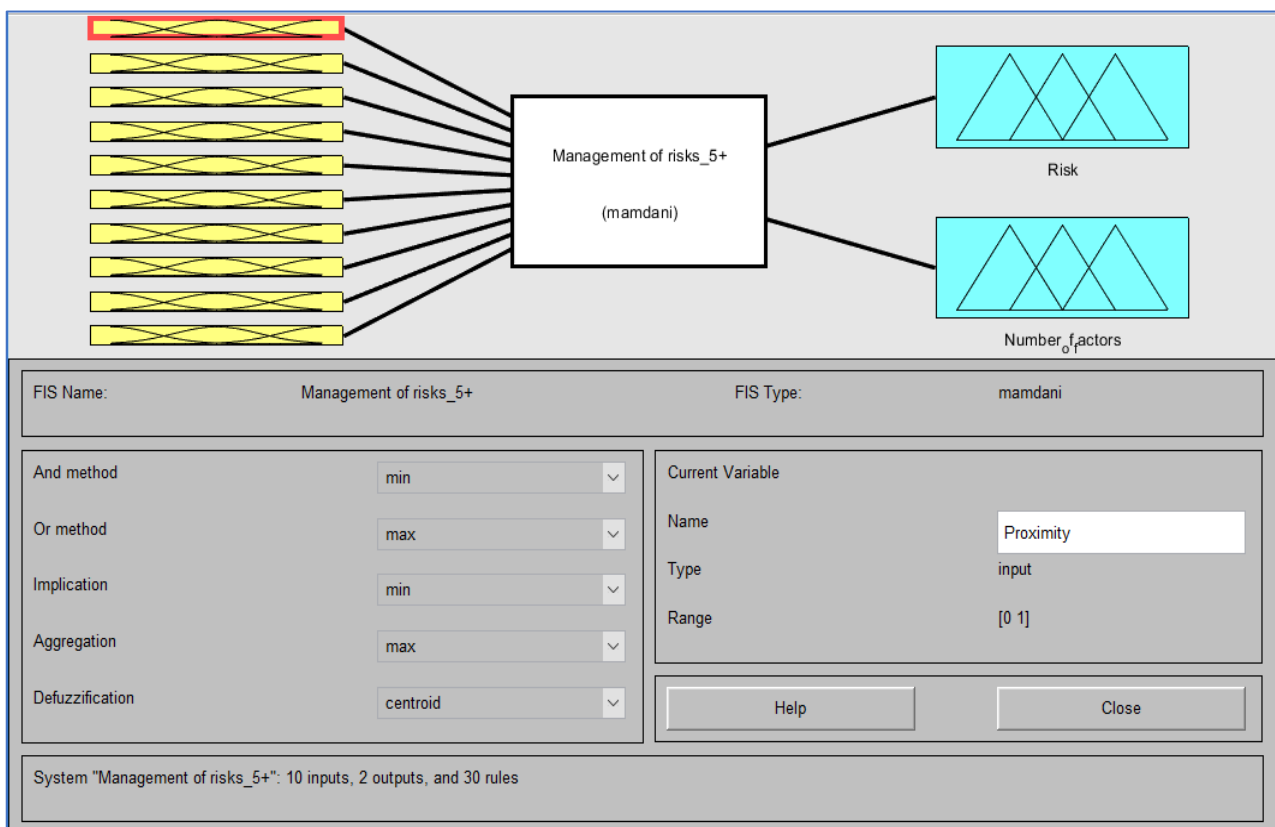 Management of risks_5+
(mamdani)
Risk
Number_of_factors
FIS Name: Management of risks_5+ FIS Type: mamdani
And method min
Or method max
Implication min
Aggregation max
Defuzzification centroid
Current Variable
Name Proximity
Type input
Range [0 1]
Help Close
System "Management of risks_5+": 10 inputs, 2 outputs, and 30 rules